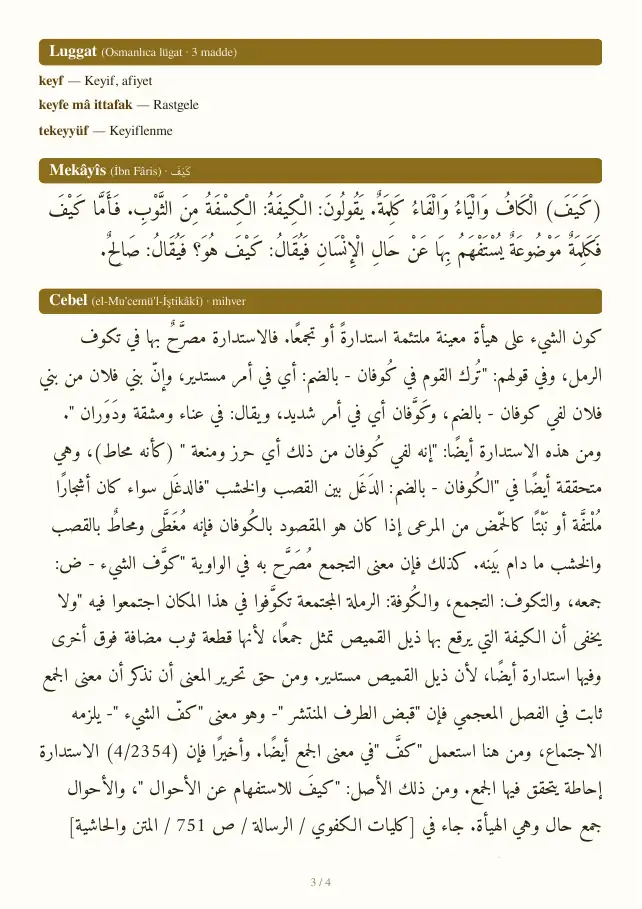 Luggat (Osmanlıca lügat · 3 madde)
keyf — Keyif, afiyet
keyfe mâ ittafak — Rastgele
tekeyyüf — Keyiflenme
Mekâyîs (İbn Fâris) · كَيَفَ
(كَيَفَ) الْكَافُ وَالْيَاءُ وَالْفَاءُ كَلِمَةٌ. يَقُولُونَ: الْكِيفَةُ: الْكِسْفَةُ مِنَ الثَّوْبِ. فَأَمَّا كَيْفَ
فَكَلِمَةٌ مَوْضُوعَةٌ يُسْتَفْهَمُ بِهَا عَنْ حَالِ الْإِنْسَانِ فَيُقَالُ: كَيْفَ هُوَ؟ فَيُقَالُ: صَالِحٌ.
Cebel (el-Mu'cemü'l-İştikâkî) · mihver
كون الشيء على هيأة معينة ملتئمة استدارةً أو تجمعًا. فالاستدارة مصرَّحٌ بها في تكوف
الرمل، وفي قولهم: "تُرك القوم في كُوفان - بالضم: أي في أمر مستدير، وإنّ بني فلان من بني
فلان لفي كوفان - بالضم، وكَوَّفان أي في أمر شديد، ويقال: في عناء ومشقة ودَوَران ".
ومن هذه الاستدارة أيضًا: "إنه لفي كُوفان من ذلك أي حرز ومنعة " (كأنه محاط)، وهي
متحققة أيضًا في "الكُوفان - بالضم: الدَغَل بين القصب والخشب "فالدغَل سواء كان أشجارًا
مُلْتفَّة أو نَبْتًا كالحَمْض من المرعى إذا كان هو المقصود بالكُوفان فإنه مُغَطَّى ومحاطٌ بالقصب
والخشب ما دام بَينه. كذلك فإن معنى التجمع مُصَرَّح به في الواوية "كوَّف الشيء - ض:
جمعه، والتكوف: التجمع، والكُوفة: الرملة المجتمعة تكوَّفوا في هذا المكان اجتمعوا فيه "ولا
يخفى أن الكيفة التي يرقع بها ذيل القميص تمثل جمعًا، لأنها قطعة ثوب مضافة فوق أخرى
وفيها استدارة أيضًا، لأن ذيل القميص مستدير. ومن حق تحرير المعنى أن نذكر أن معنى الجمع
ثابت في الفصل المعجمي فإن "قبض الطرف المنتشر "- وهو معنى "كفّ الشيء "- يلزمه
الاجتماع، ومن هنا استعمل "كفَّ "في معنى الجمع أيضًا. وأخيرًا فإن (4/2354) الاستدارة
إحاطة يتحقق فيها الجمع. ومن ذلك الأصل: "كيفَ للاستفهام عن الأحوال "، والأحوال
جمع حال وهي الهيأة. جاء في [كليات الكفوي / الرسالة / ص 751 / المتن والحاشية]
3 / 4